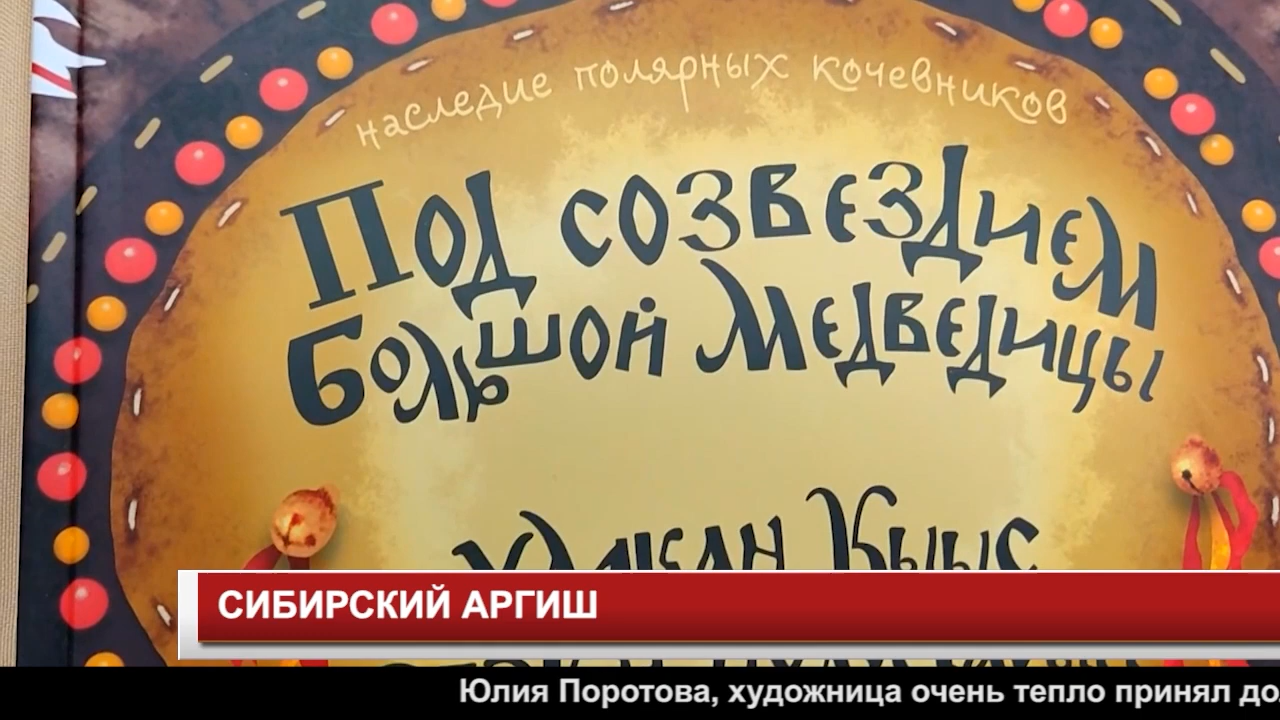 наследие полярных кочевников
Под созвездием
Большой Медведицы
СИБИРСКИЙ АРГИШ
Юлия Поротова, художница очень тепло принял до